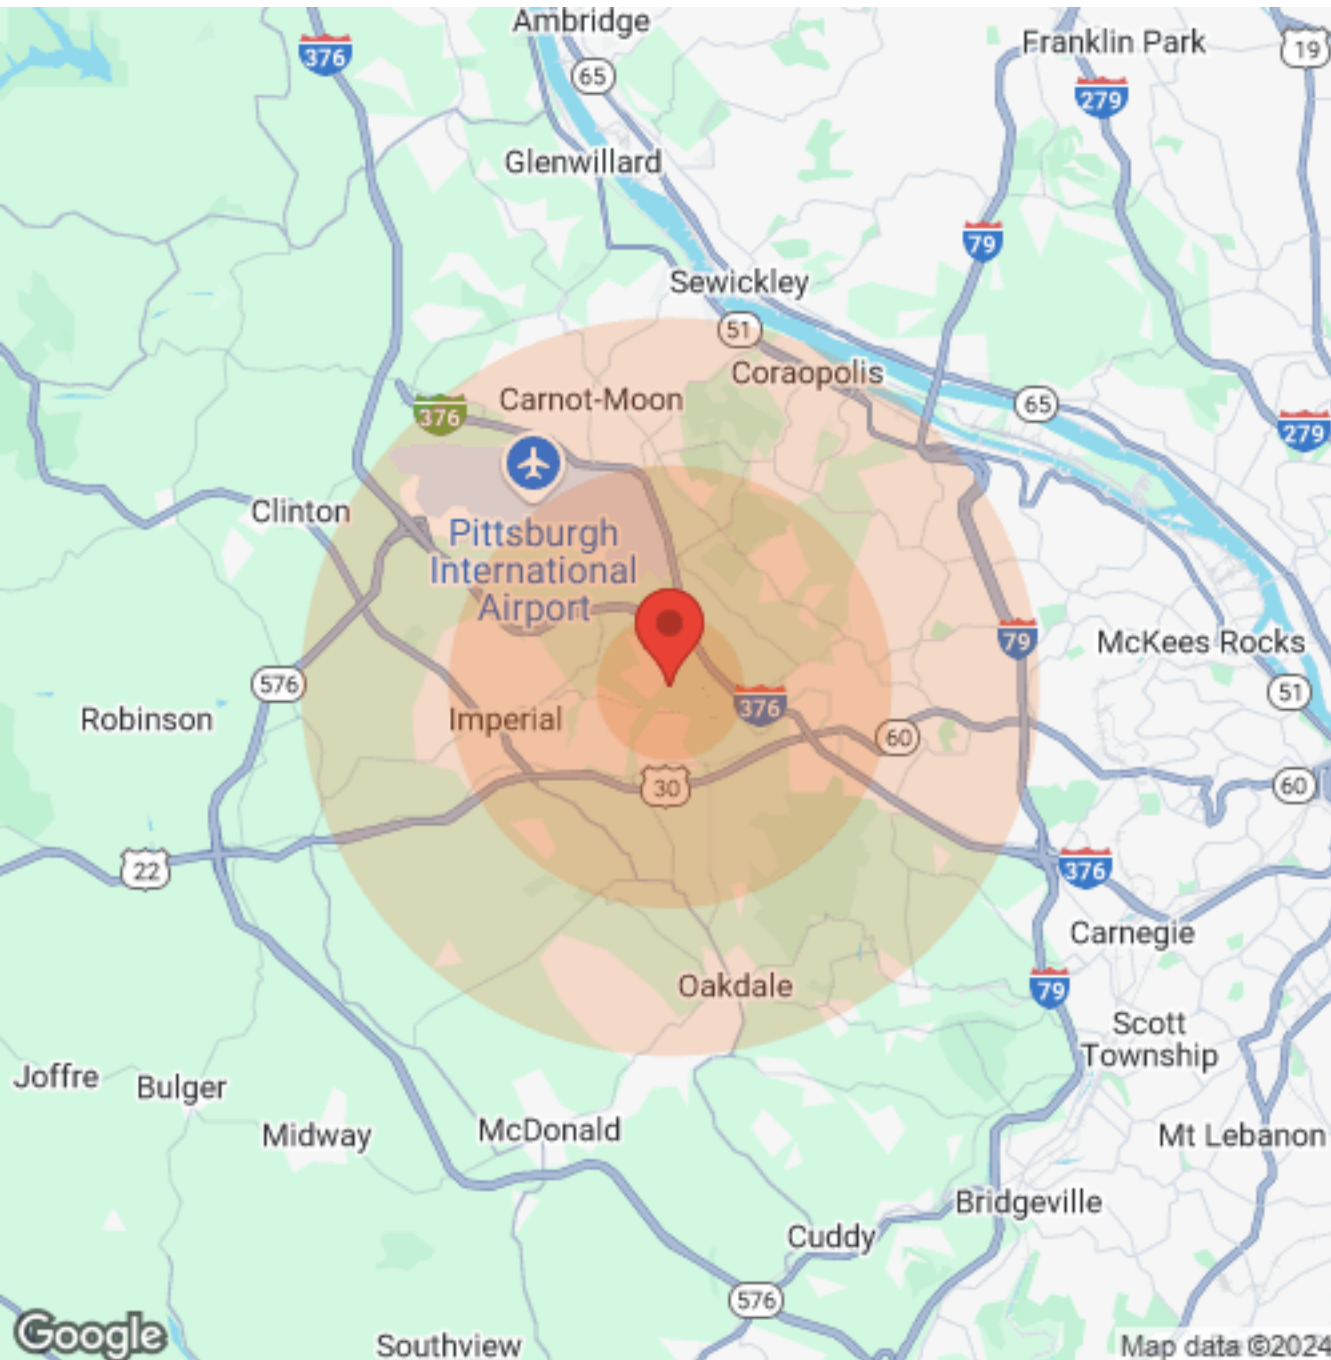 Ambridge
376
65
Franklin Park
19
279
Glenwillard
79
Sewickley
51
Coraopolis
Carnot-Moon
65
376
279
Clinton
Pittsburgh
International
Airport
79
McKees Rocks
576
51
Robinson
Imperial
376
60
30
60
22
376
Carnegie
Oakdale
79
Scott
Township
Joffre
Bulger
Midway
McDonald
Mt Lebanon
Bridgeville
Cuddy
576
Google
Southview
Map data ©2024